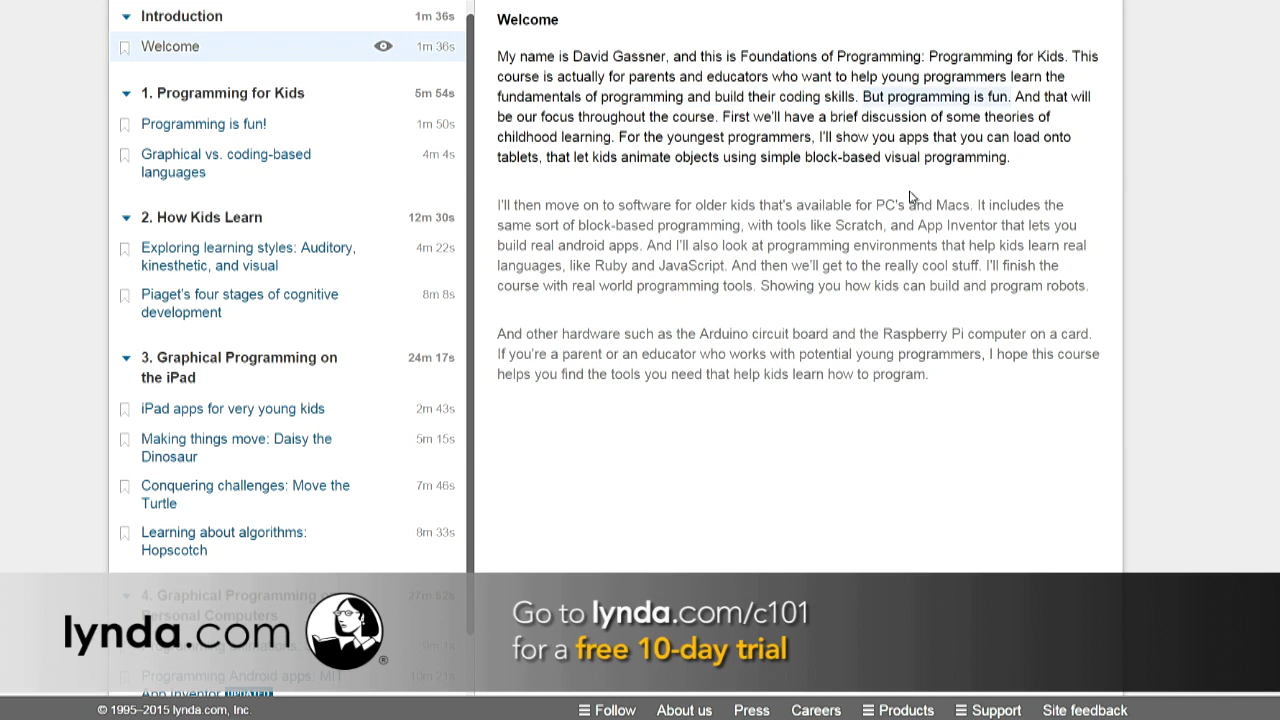 Introduction 1m 36s
Welcome 1m 36s
1. Programming for Kids 5m 54s
Programming is fun! 1m 50s
Graphical vs. coding-based 4m 4s
languages
2. How Kids Learn 12m 30s
Exploring learning styles: Auditory, 4m 22s
kinesthetic, and visual
Piaget's four stages of cognitive 8m 8s
development
3. Graphical Programming on 24m 17s
the iPad
iPad apps for very young kids 2m 43s
Making things move: Daisy the 5m 15s
Dinosaur
Conquering challenges: Move the 7m 46s
Turtle
Learning about algorithms: 8m 33s
Hopscotch
4. Graphical Programming 27m 52s
Personal Computers
Programming Android apps: MIT
App Inventor
Welcome
My name is David Gassner, and this is Foundations of Programming: Programming for Kids. This
course is actually for parents and educators who want to help young programmers learn the
fundamentals of programming and build their coding skills. But programming is fun. And that will
be our focus throughout the course. First we'll have a brief discussion of some theories of
childhood learning. For the youngest programmers, I'll show you apps that you can load onto
tablets, that let kids animate objects using simple block-based visual programming.
I'll then move on to software for older kids that's available for PC's and Macs. It includes the
same sort of block-based programming, with tools like Scratch, and App Inventor that lets you
build real android apps. And I'll also look at programming environments that help kids learn real
languages, like Ruby and JavaScript. And then we'll get to the really cool stuff. I'll finish the
course with real world programming tools. Showing you how kids can build and program robots.
And other hardware such as the Arduino circuit board and the Raspberry Pi computer on a card.
If you're a parent or an educator who works with potential young programmers, I hope this course
helps you find the tools you need that help kids learn how to program.
lynda.com ®
Go to lynda.com/c101
for a free 10-day trial
© 1995–2015 lynda.com, Inc. Follow About us Press Careers Products Support Site feedback